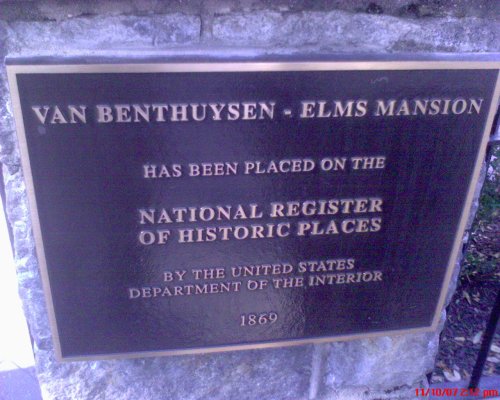 VAN BENTHUYSEN - ELMS MANSION
HAS BEEN PLACED ON THE
NATIONAL REGISTER
OF HISTORIC PLACES
BY THE UNITED STATES
DEPARTMENT OF THE INTERIOR
1869
11/10/07 pm